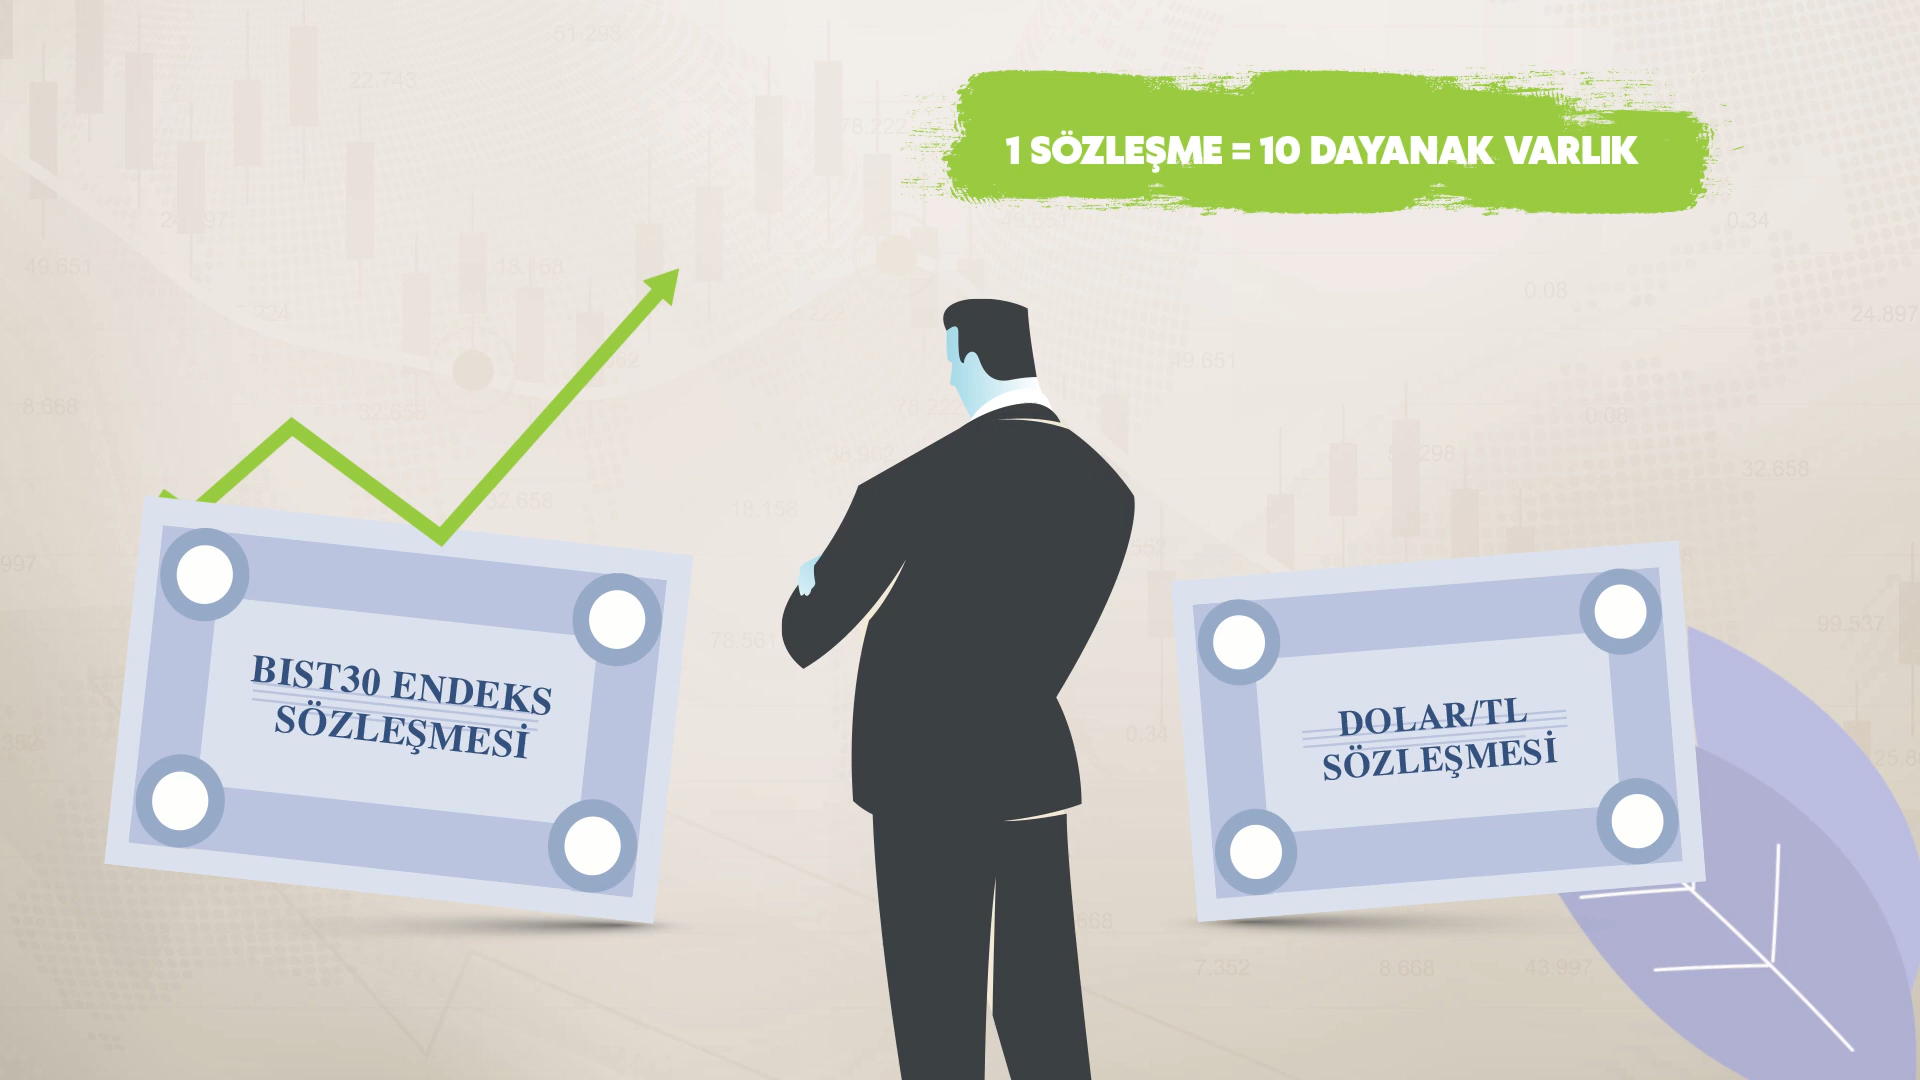 1 SÖZLEŞME = 10 DAYANAK VARLIK
BIST30 ENDEKS
SÖZLEŞMESİ
DOLAR/TL
SÖZLEŞMESİ